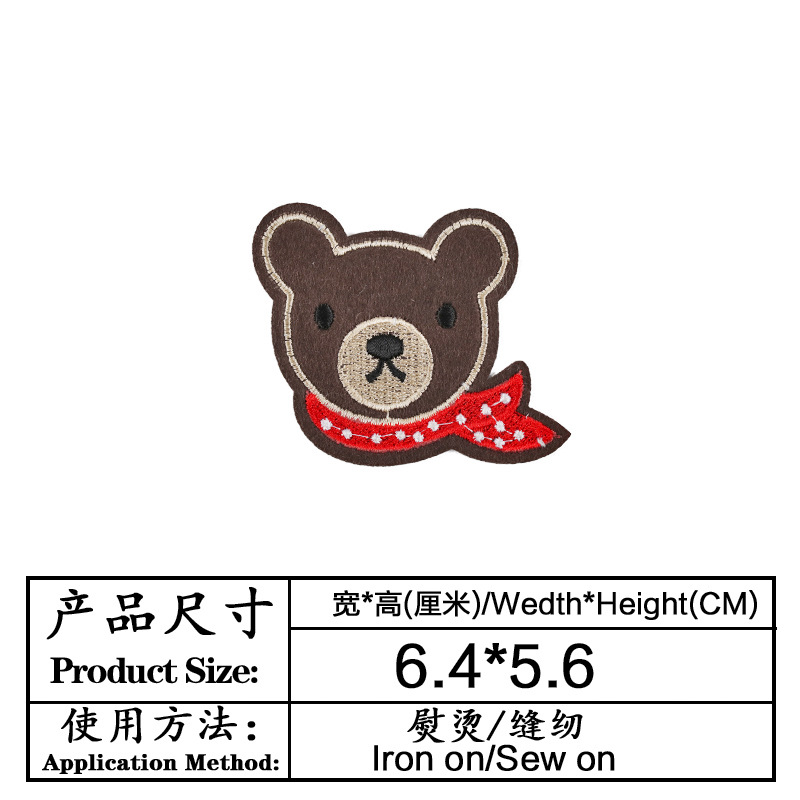 产品尺寸
Product Size:
宽*高(厘米)/Wedth*Height(CM)
6.4*5.6
使用方法：
Application Method:
熨烫/缝纫
Iron on/Sew on